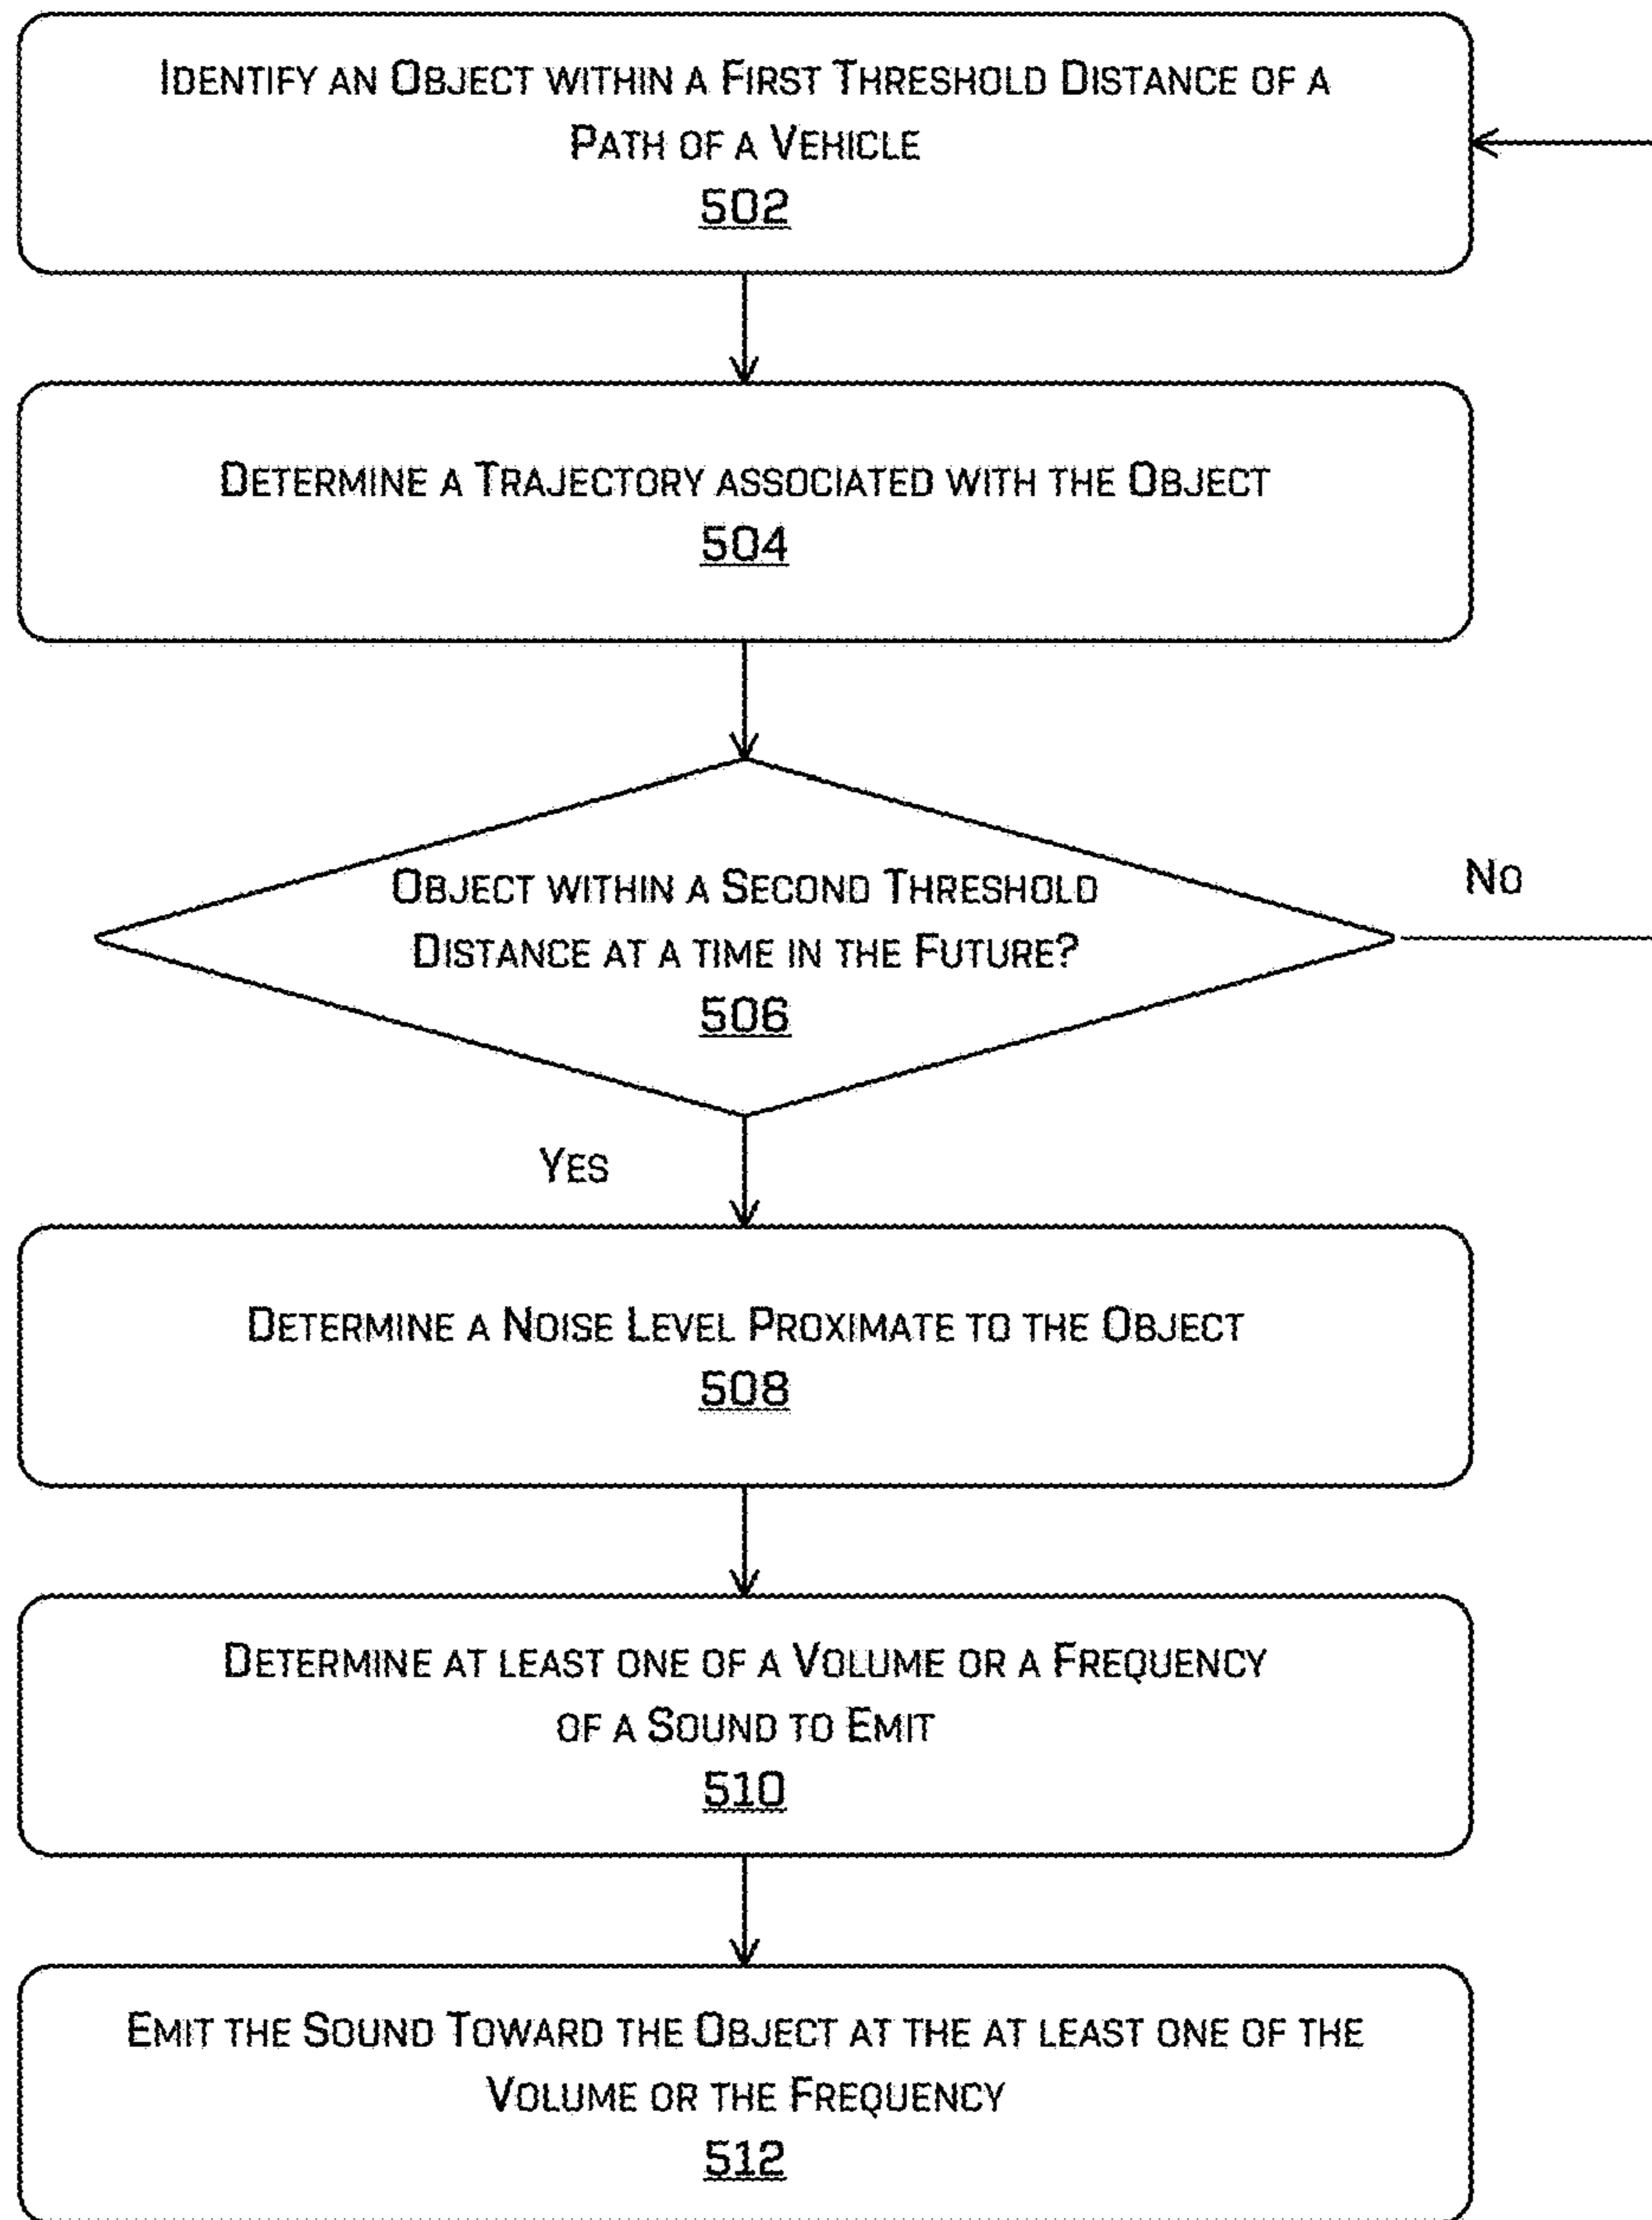 Identify an Object within a First Threshold Distance of a
Path of a Vehicle
502
Determine a Trajectory associated with the Object
504
Object within a Second Threshold
Distance at a time in the Future?
506
No
Yes
Determine a Noise Level Proximate to the Object
508
Determine at least one of a Volume or a Frequency
of a Sound to Emit
510
Emit the Sound Toward the Object at the at least one of the
Volume or the Frequency
512